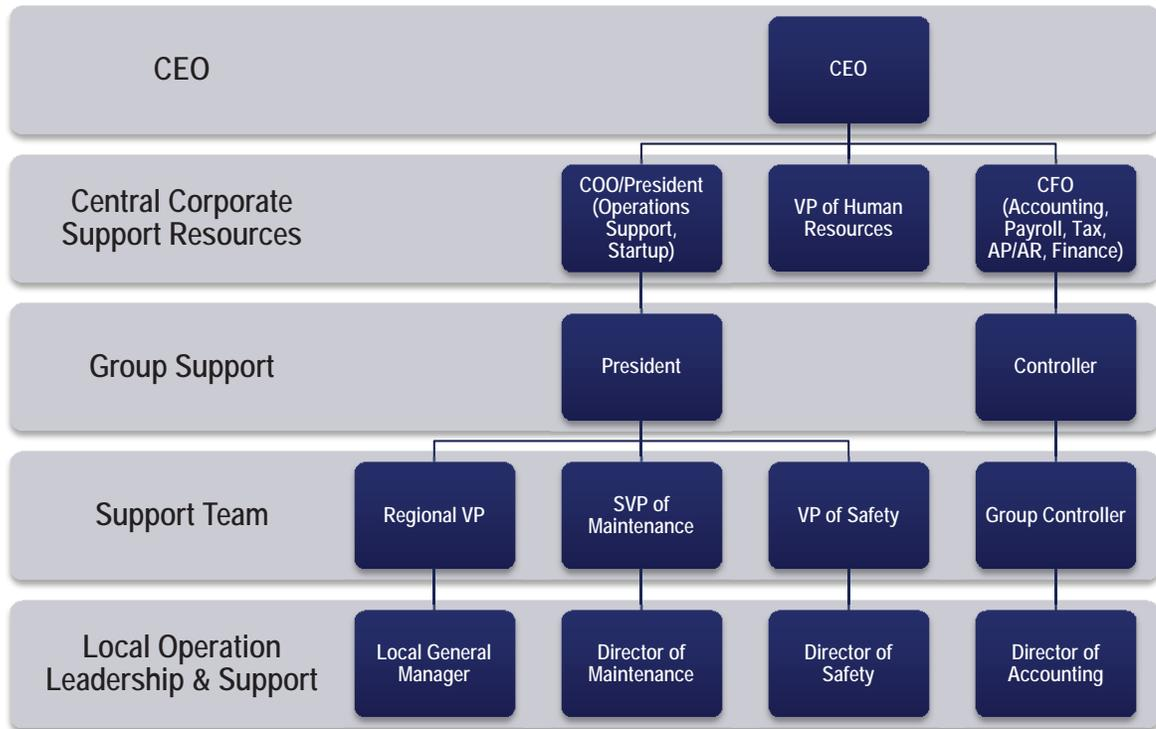 CEO
CEO
Central Corporate
Support Resources
COO/President
(Operations
Support,
Startup)
VP of Human
Resources
CFO
(Accounting,
Payroll, Tax,
AP/AR, Finance)
Group Support
President
Controller
Support Team
Regional VP
SVP of
Maintenance
VP of Safety
Group Controller
Local Operation
Leadership & Support
Local General
Manager
Director of
Maintenance
Director of
Safety
Director of
Accounting